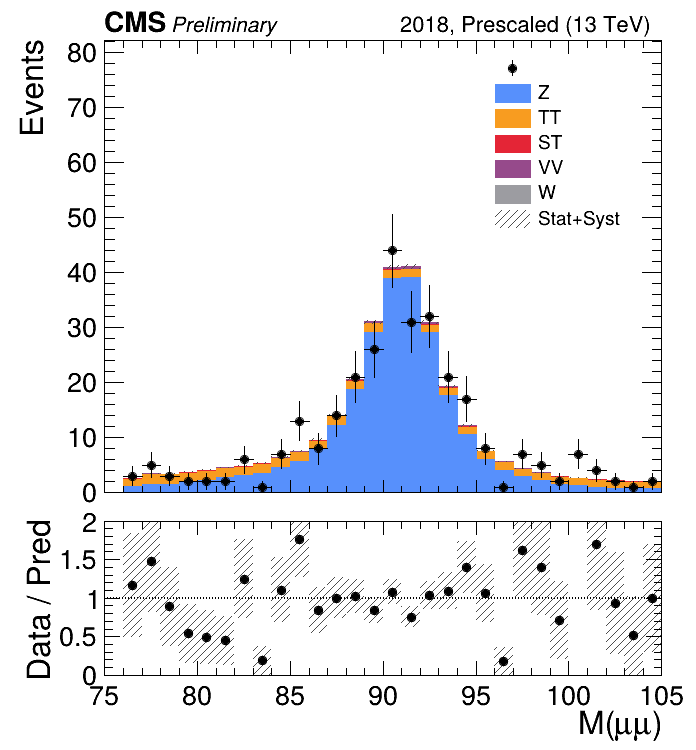 CMS Preliminary 2018, Prescaled (13 TeV)
Events
80
70
60
50
40
30
20
10
0
Z
TT
ST
VV
W
Stat+Syst
Data / Pred
2
1.5
1
0.5
0
75 80 85 90 95 100 105
M(μμ)